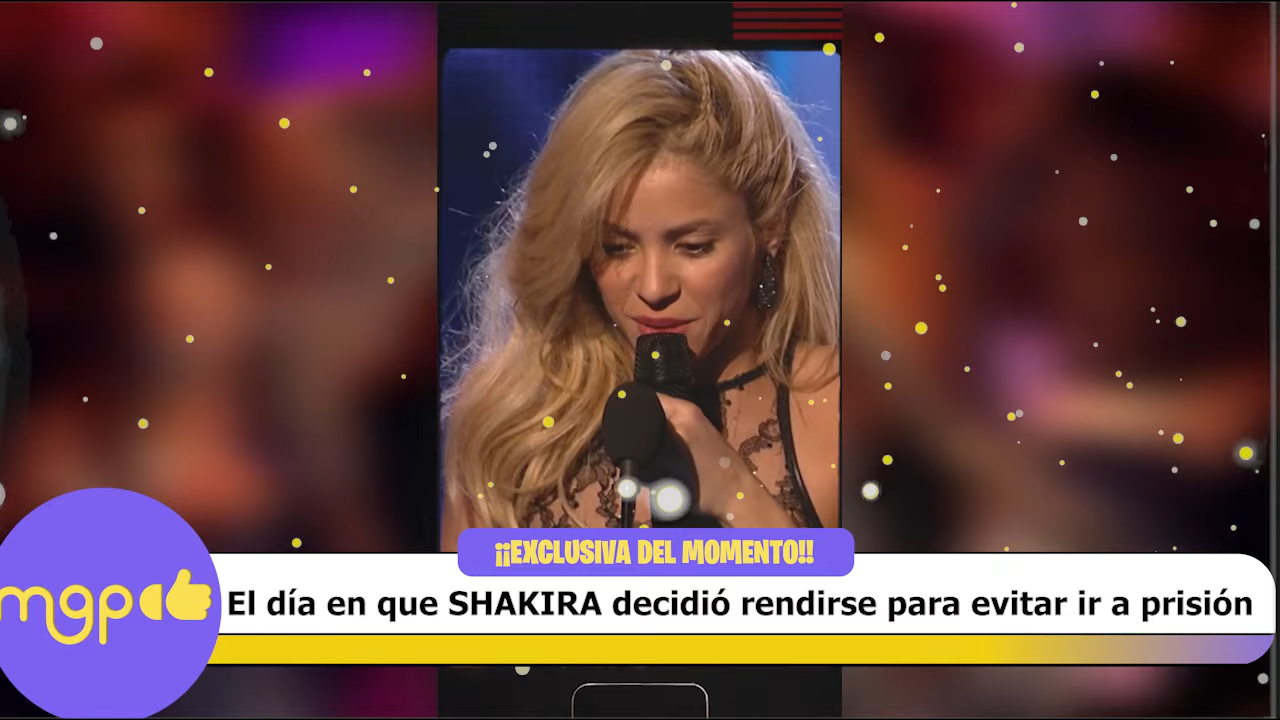 ¡¡EXCLUSIVA DEL MOMENTO!!
mgp
El día en que SHAKIRA decidió rendirse para evitar ir a prisión